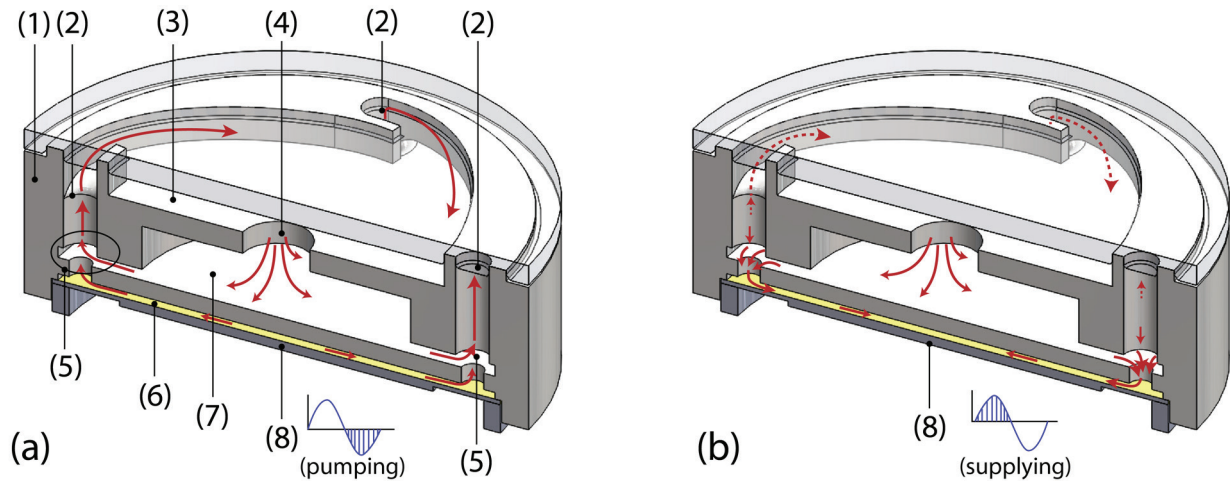 (1) (2) (3) (4) (2) (2)
(5)
(6)
(7)
(8)
(5)
(a)
(pumping)
(8)
(b)
(supplying)